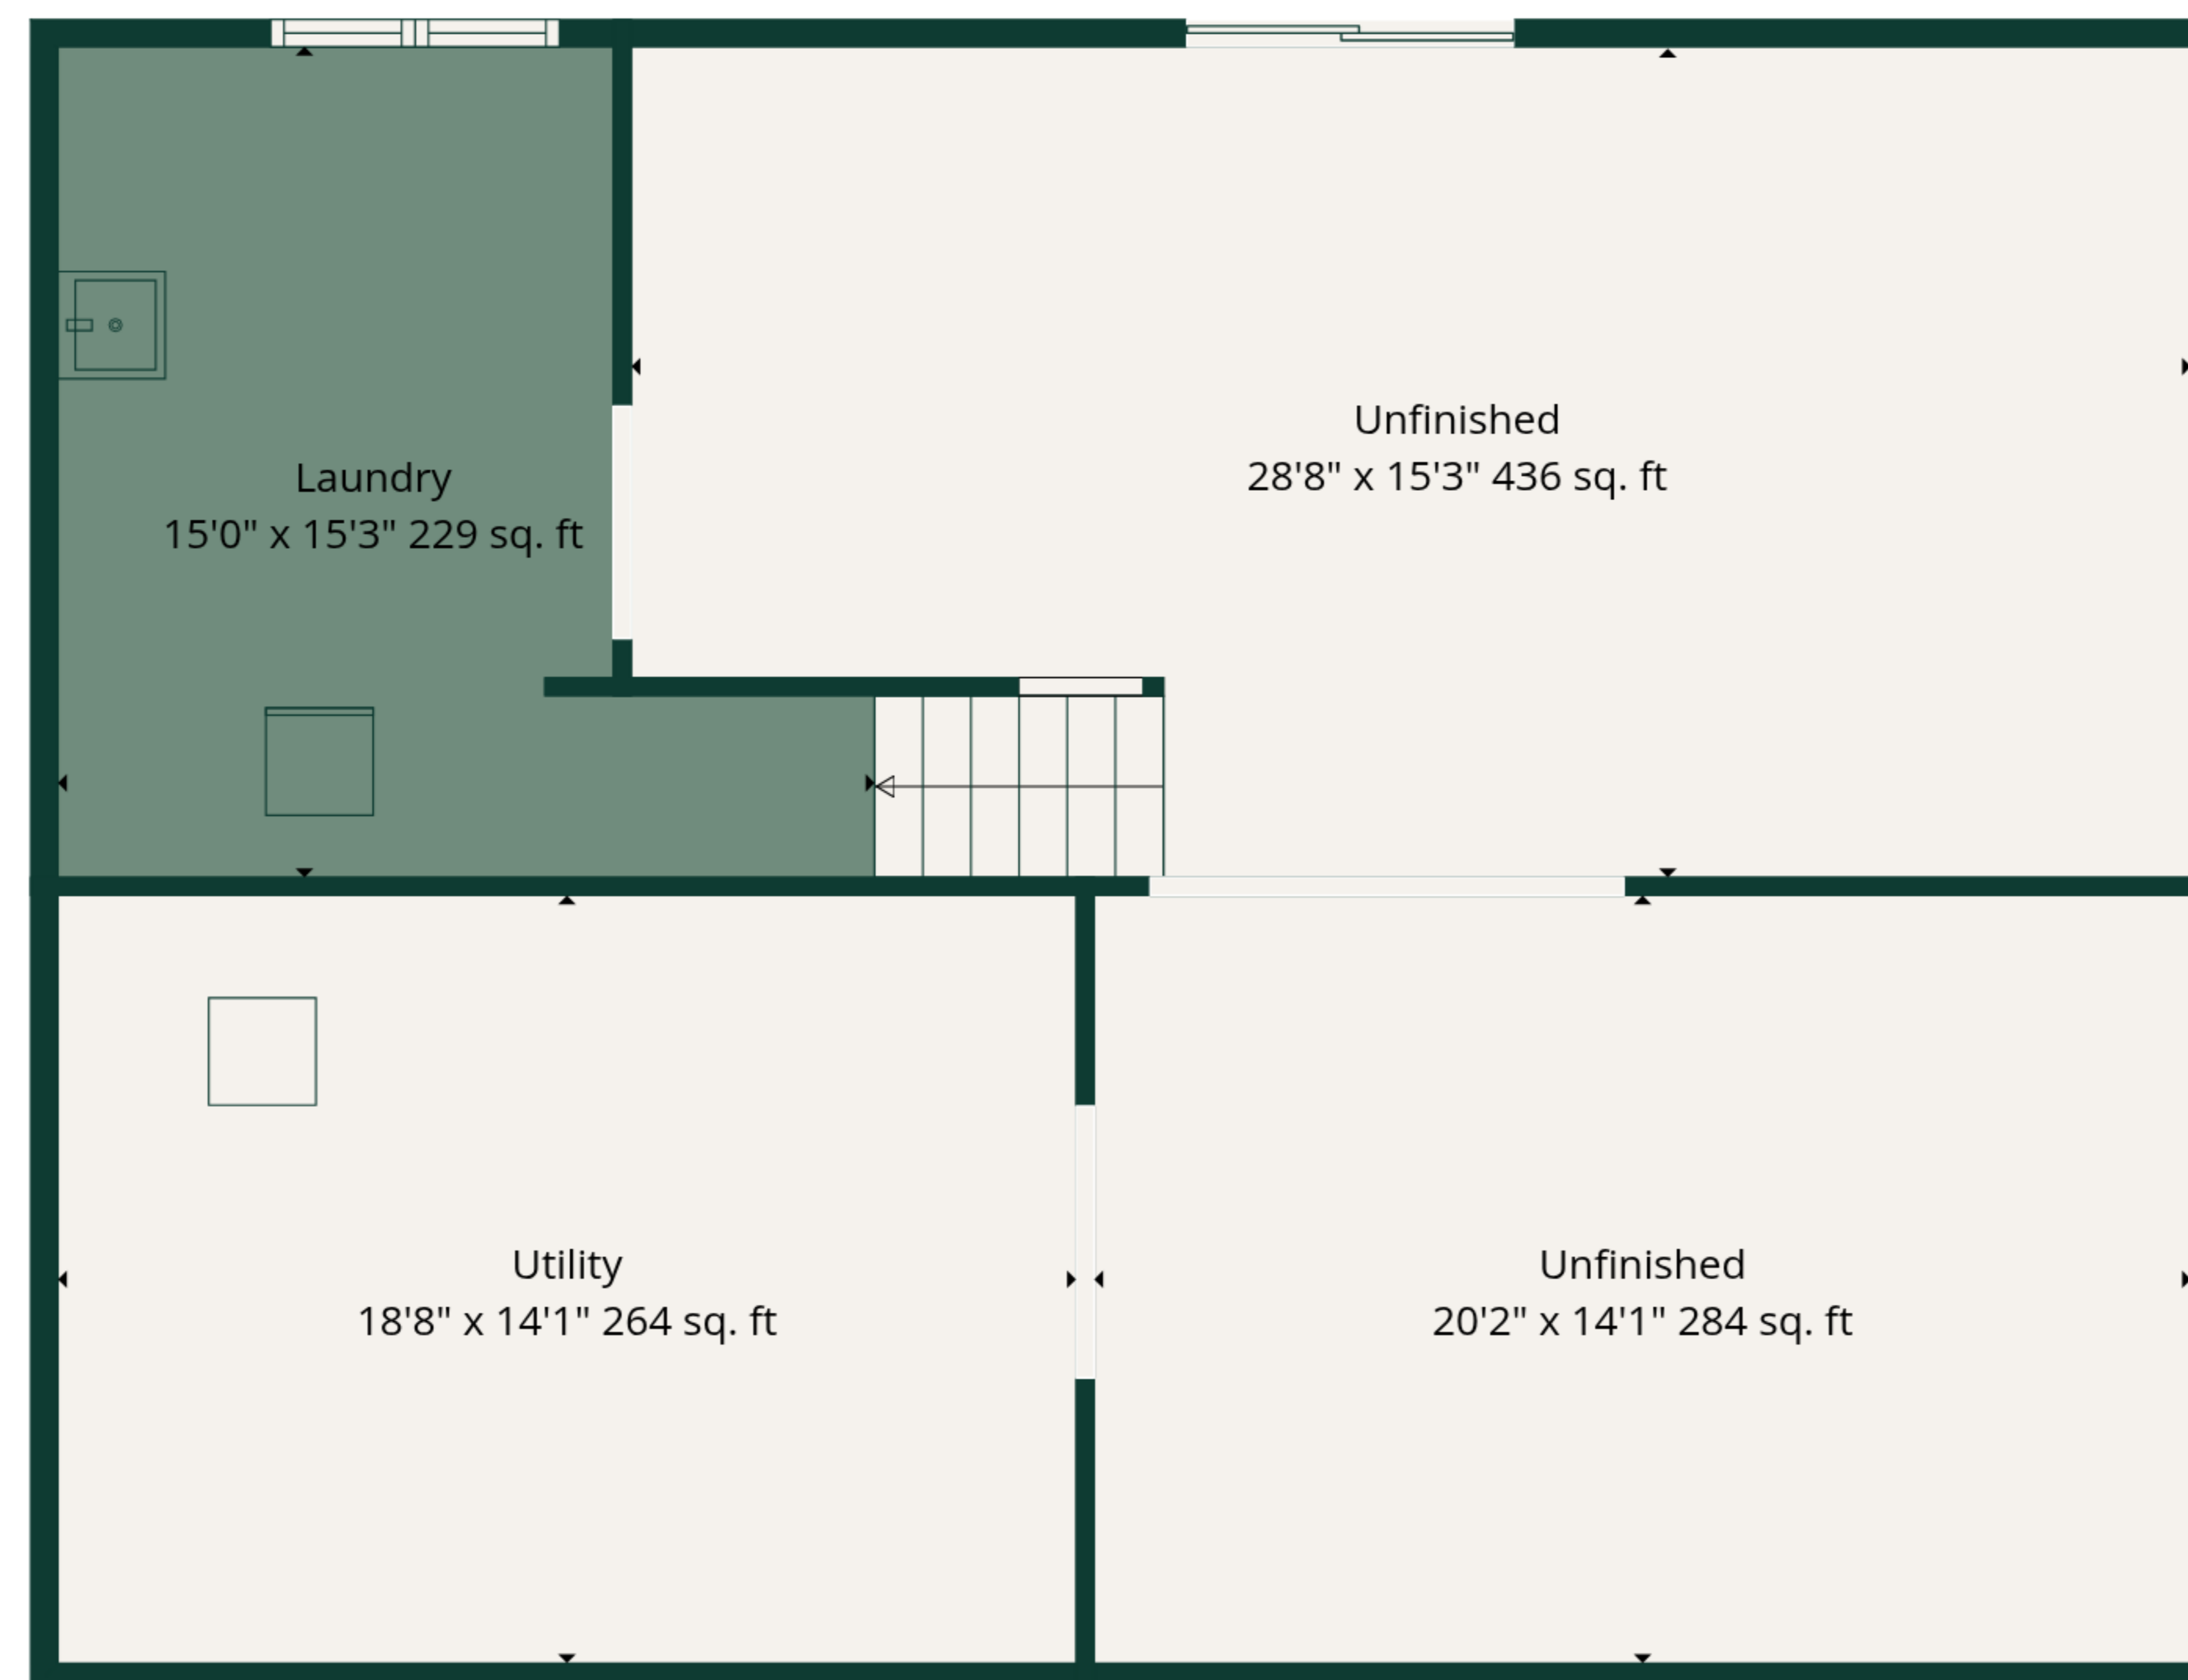 Unfinished
28'8" x 15'3" 436 sq. ft
Laundry
15'0" x 15'3" 229 sq. ft
Utility
18'8" x 14'1" 264 sq. ft
Unfinished
20'2" x 14'1" 284 sq. ft